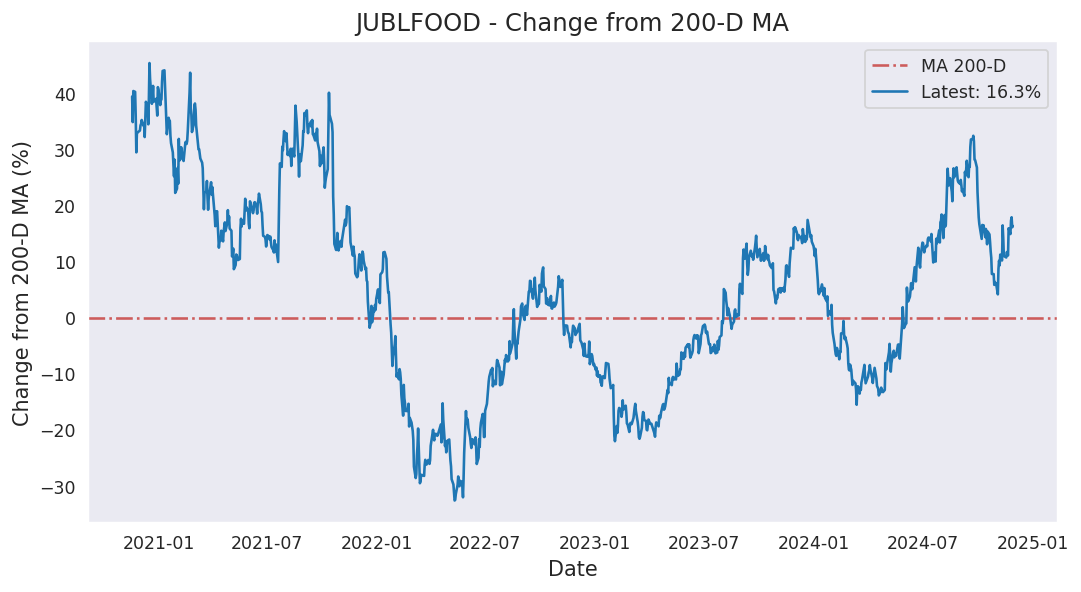 JUBLFOOD - Change from 200-D MA
MA 200-D
Latest: 16.3%
Change from 200-D MA (%)
40
30
20
10
0
−10
−20
−30
2021-01 2021-07 2022-01 2022-07 2023-01 2023-07 2024-01 2024-07 2025-01
Date